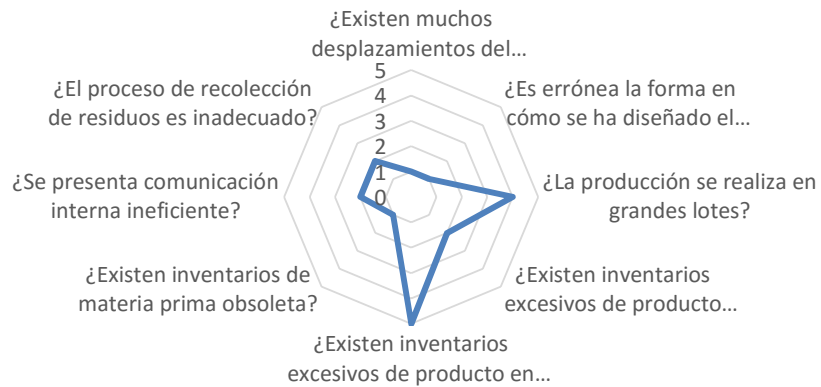 ¿Existen muchos
desplazamientos del…
¿Es errónea la forma en
cómo se ha diseñado el…
¿La producción se realiza en
grandes lotes?
¿Existen inventarios
excesivos de producto…
¿Existen inventarios
excesivos de producto en…
¿Existen inventarios de
materia prima obsoleta?
¿Se presenta comunicación
interna ineficiente?
¿El proceso de recolección
de residuos es inadecuado?
5
4
3
2
1
0